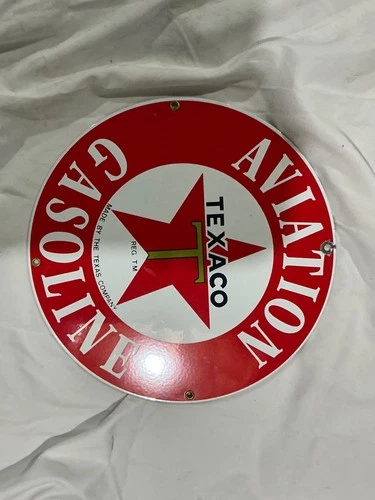 AVIATION
TEXACO
T
REG. T'M
MADE BY THE TEXAS COMPANY
GASOLINE